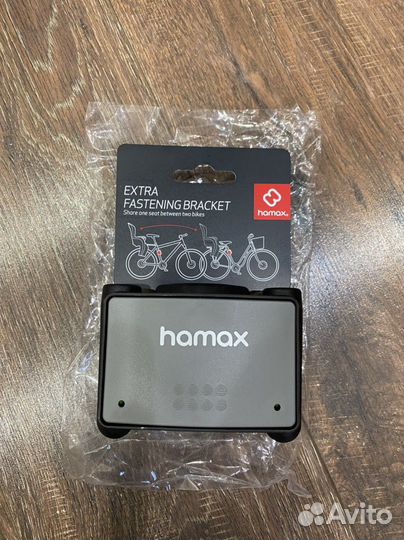 EXTRA
FASTENING BRACKET
Share one seat between two bikes
hamax®
hamax
Avito